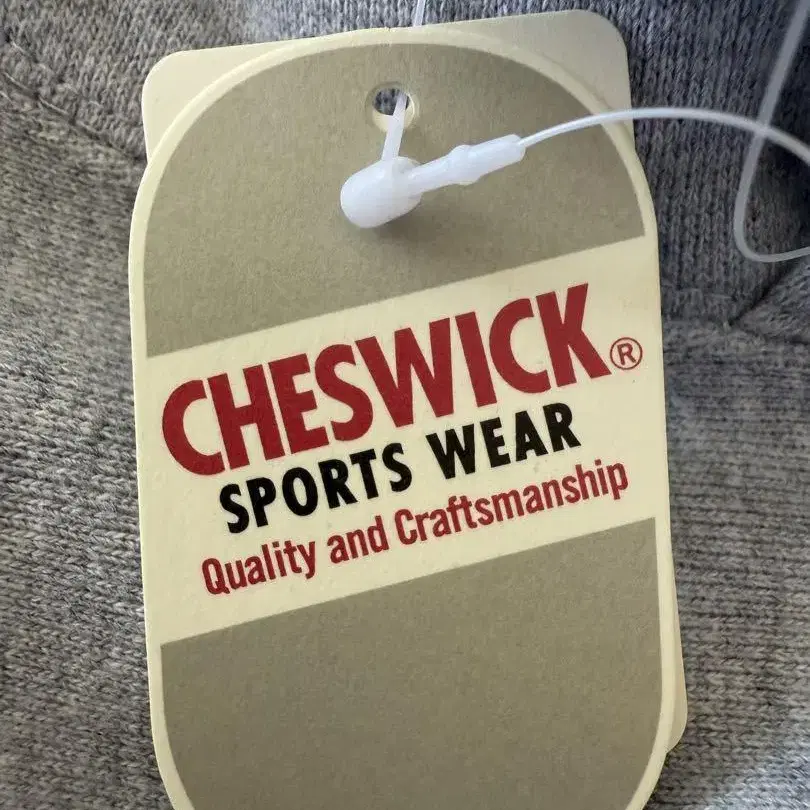 CHESWICK®
SPORTS WEAR
Quality and Craftsmanship